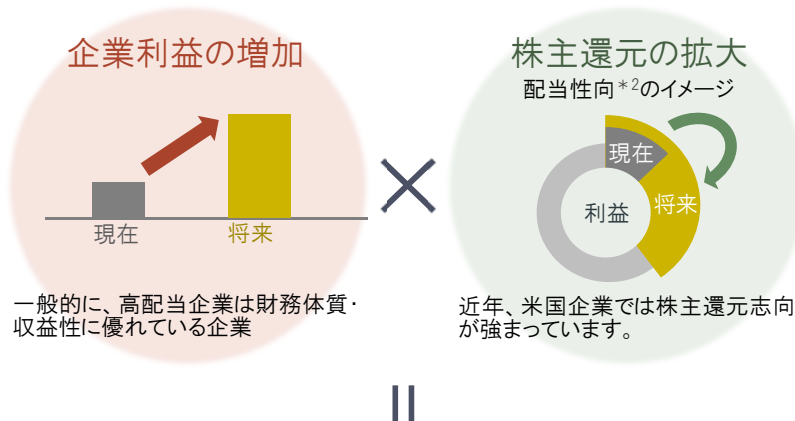 企業利益の増加
現在
将来
一般的に、高配当企業は財務体質・
収益性に優れている企業
×
株主還元の拡大
配当性向*2のイメージ
現在
将来
利益
近年、米国企業では株主還元志向
が強まっています。